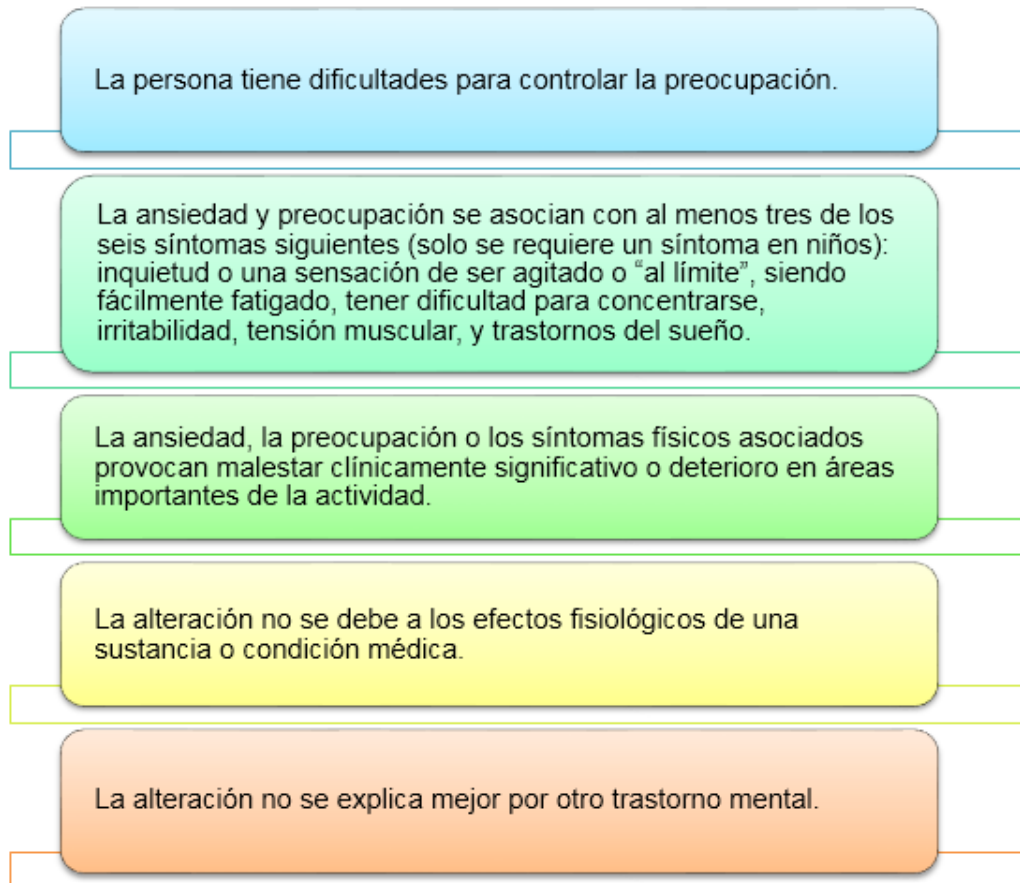 La persona tiene dificultades para controlar la preocupación.
La ansiedad y preocupación se asocian con al menos tres de los
seis síntomas siguientes (solo se requiere un síntoma en niños):
inquietud o una sensación de ser agitado o “al límite”, siendo
fácilmente fatigado, tener dificultad para concentrarse,
irritabilidad, tensión muscular, y trastornos del sueño.
La ansiedad, la preocupación o los síntomas físicos asociados
provocan malestar clínicamente significativo o deterioro en áreas
importantes de la actividad.
La alteración no se debe a los efectos fisiológicos de una
sustancia o condición médica.
La alteración no se explica mejor por otro trastorno mental.